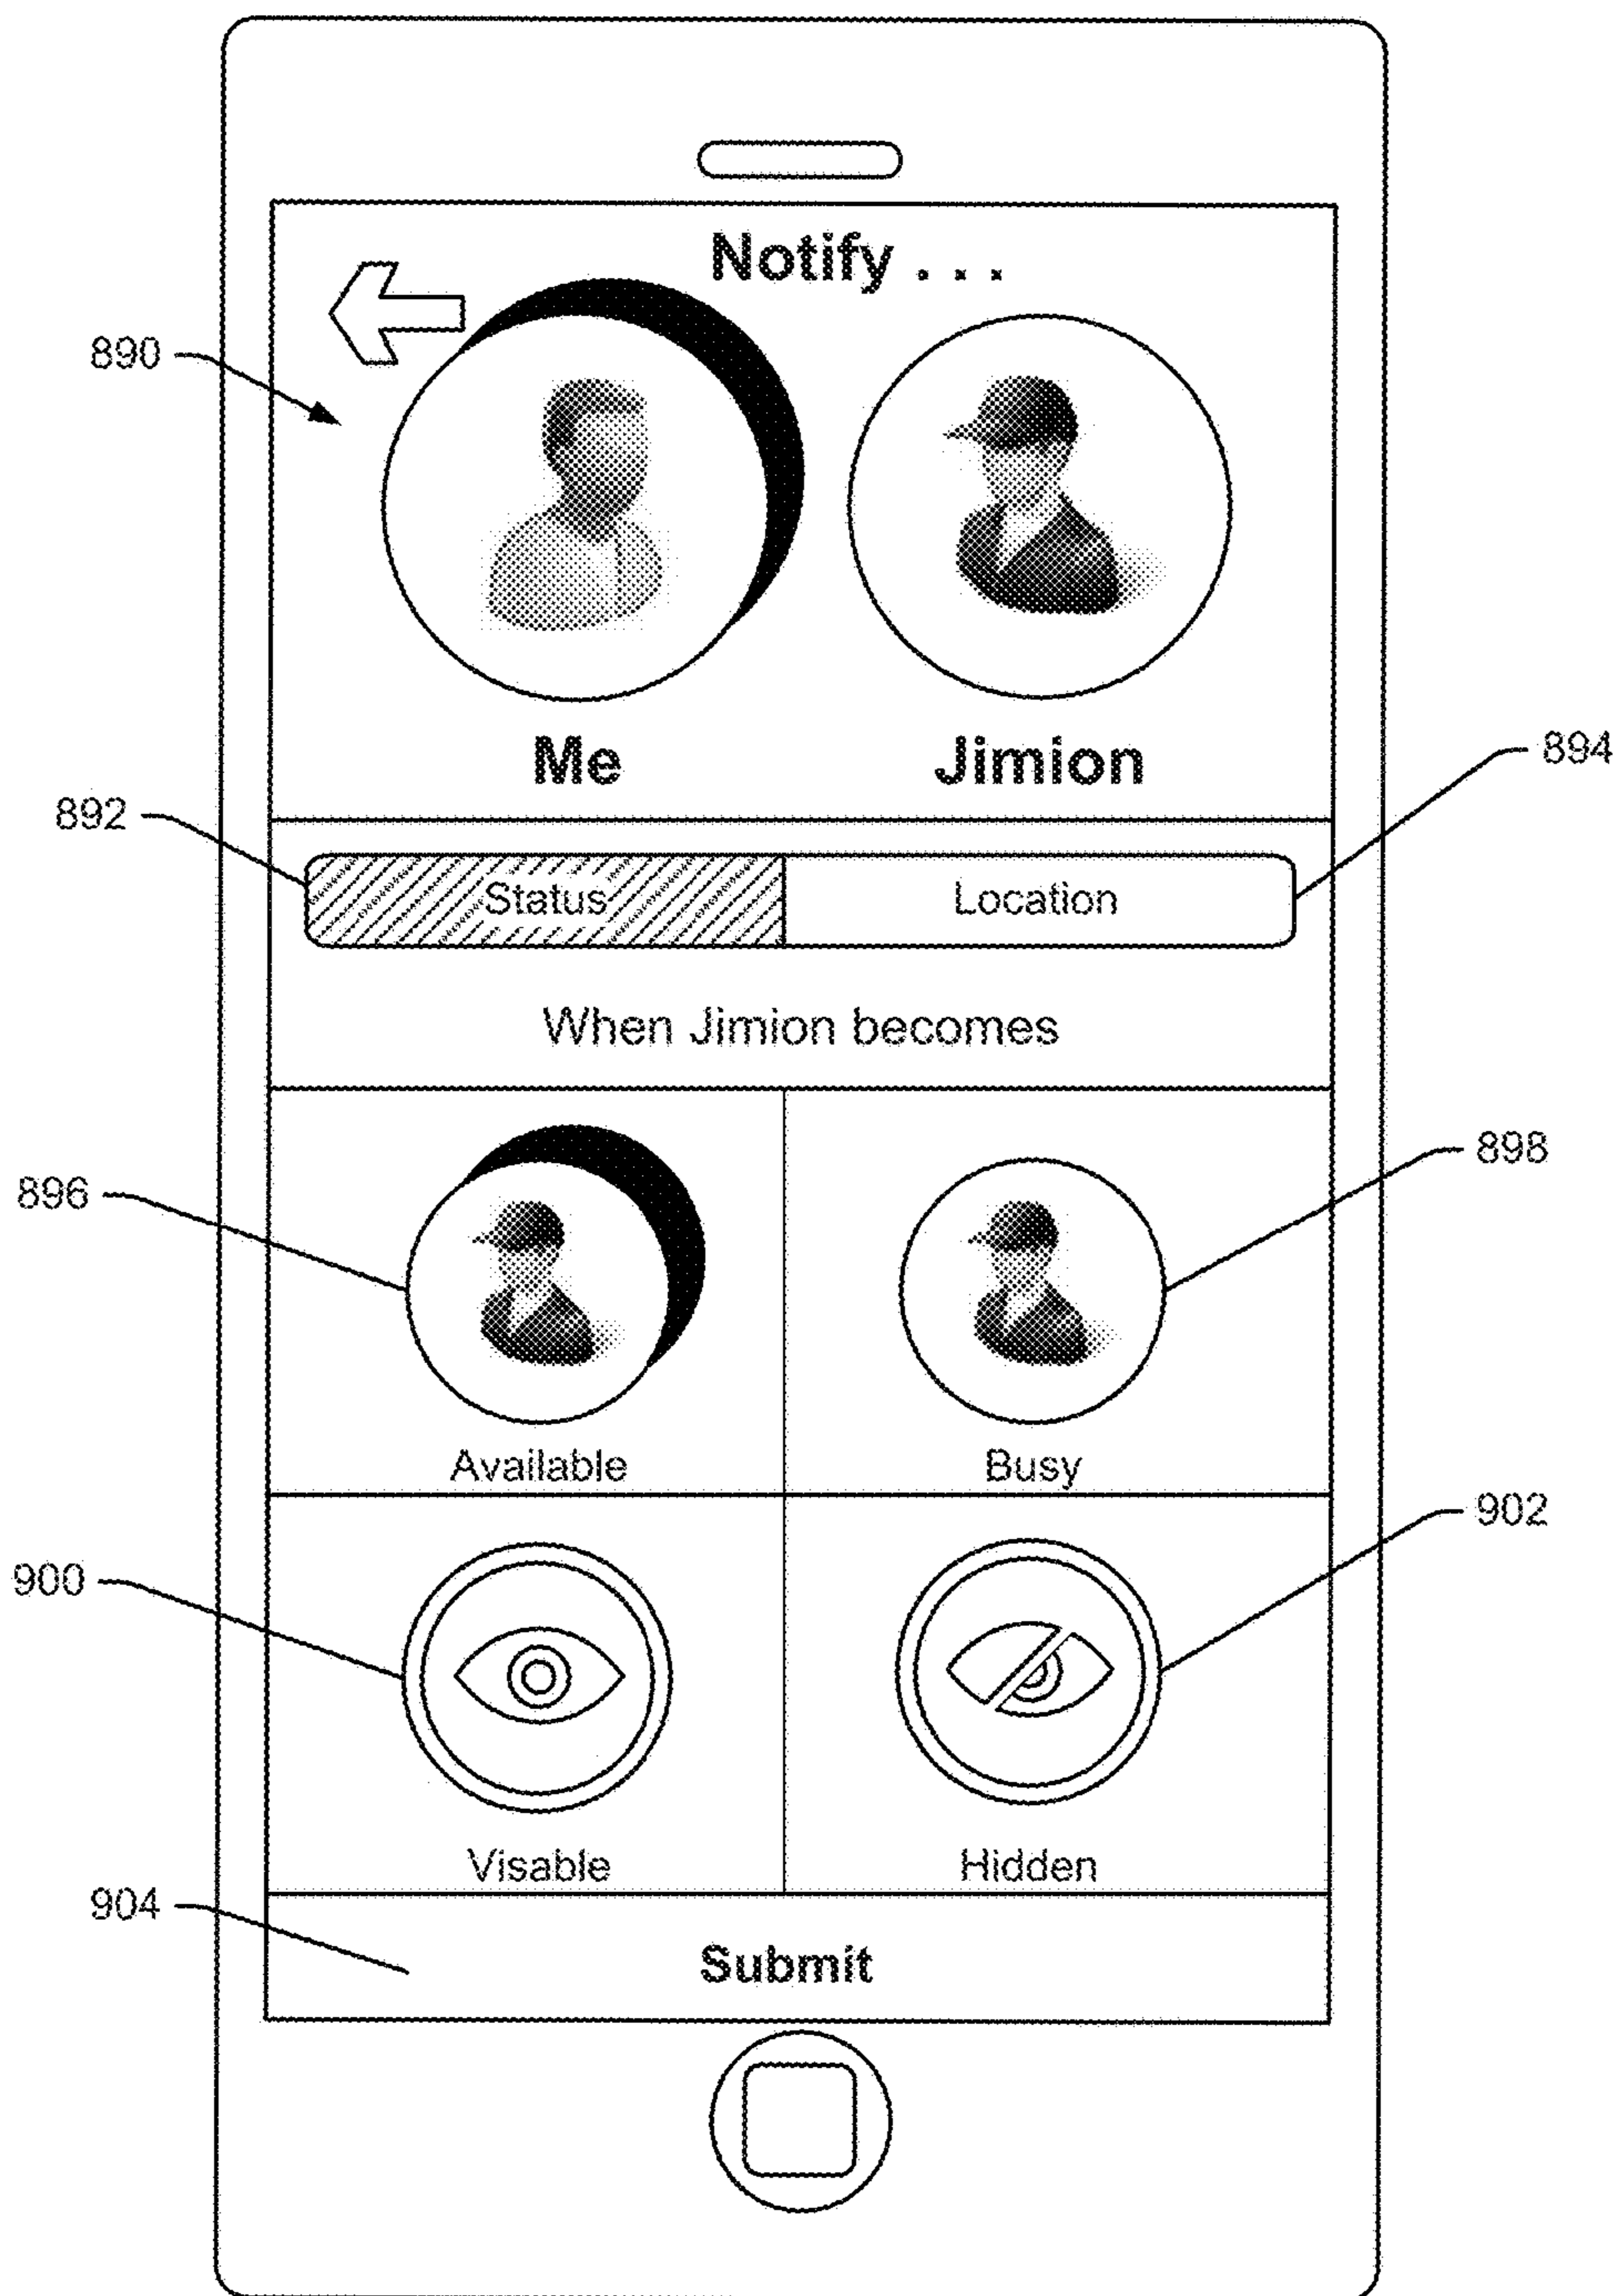 Notify . . .
890
Me Jimion
894
892
Status Location
When Jimion becomes
898
896
Available Busy
902
900
Visable Hidden
904
Submit